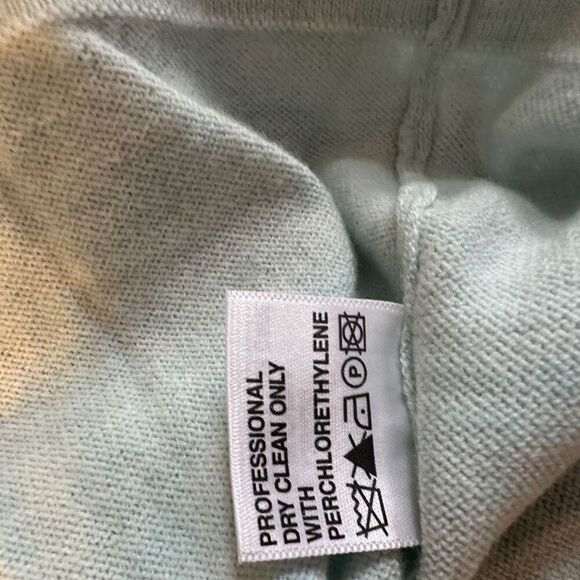 PROFESSIONAL
DRY CLEAN ONLY
WITH
PERCHLORETHYLENE
P